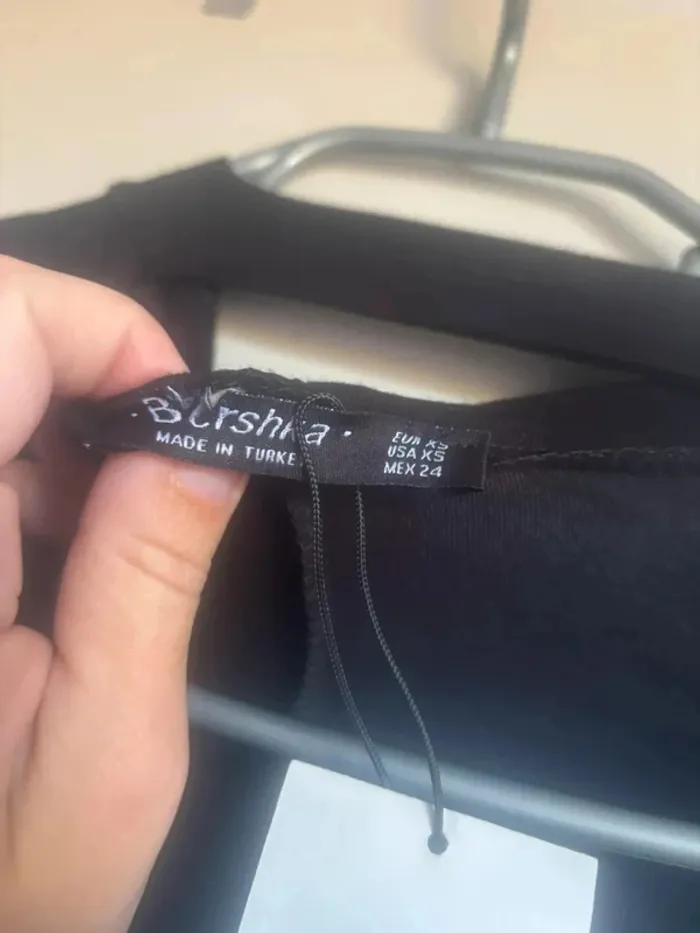 · Bershka ·
MADE IN TURKE
EUR XS
USA XS
MEX 24